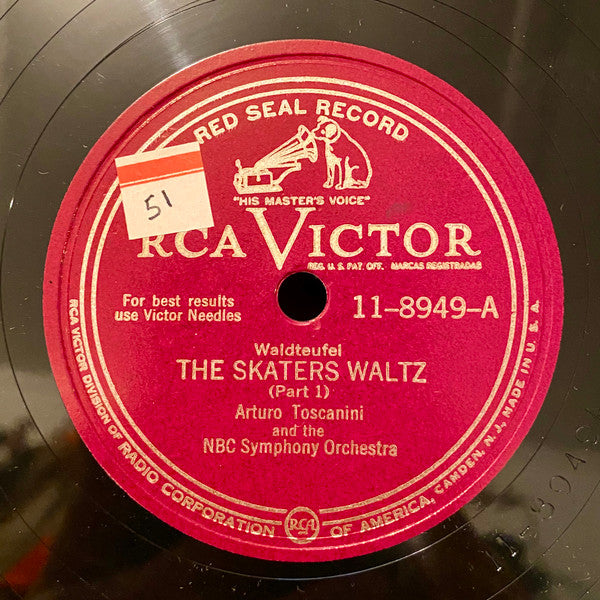 RED SEAL RECORD
51
"HIS MASTER'S VOICE"
RCA VICTOR
REG. U. S. PAT. OFF. MARCAS REGISTRADAS
For best results
use Victor Needles
11–8949–A
Waldteufel
THE SKATERS WALTZ
(Part 1)
Arturo Toscanini
and the
NBC Symphony Orchestra
RCA VICTOR DIVISION OF RADIO CORPORATION OF AMERICA, CAMDEN, N. J., MADE IN U. S. A.
RCA